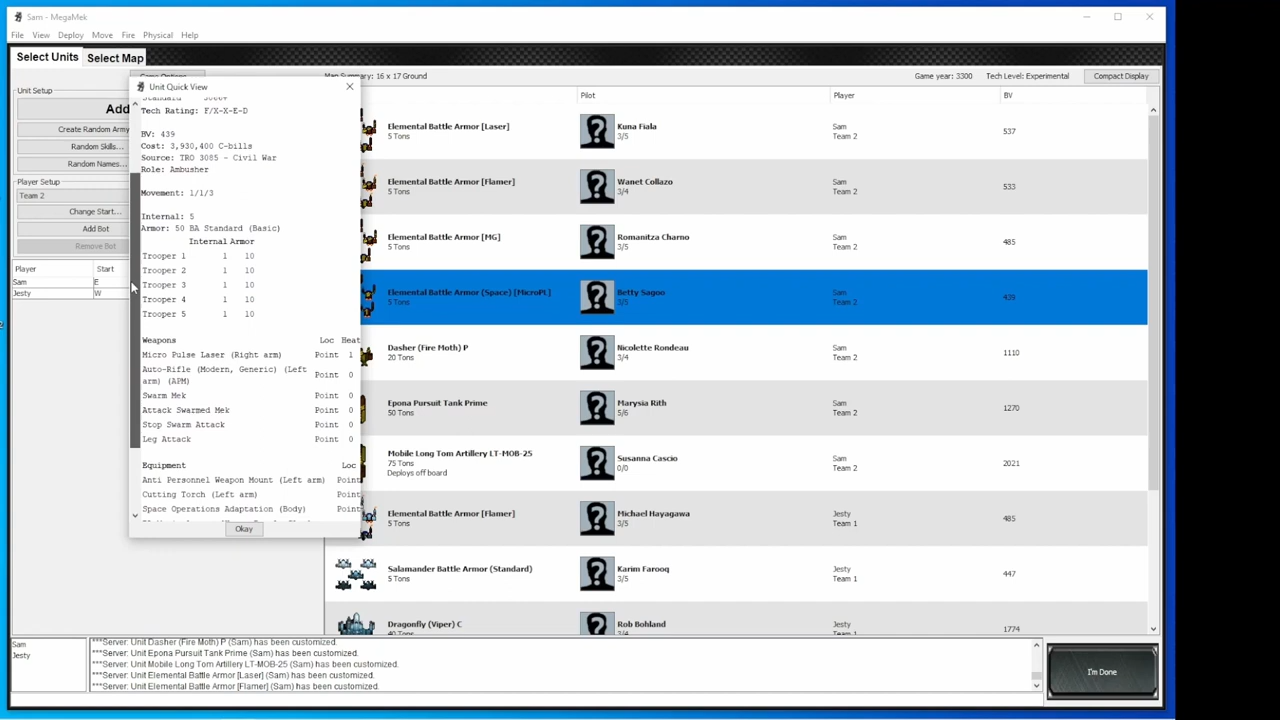 Sam - MegaMek
File View Deploy Move Fire Physical Help
Select Units Select Map
Game Options...
Map Summary: 16 x 17 Ground
Game year: 3300 Tech Level: Experimental Compact Display
Unit Setup
Add
Create Random Army
Random Skills...
Random Names...
Player Setup
Team 2
Change Start...
Add Bot
Remove Bot
Player Start
Sam E
Jesty W
Unit Quick View
Tech Rating: F/X-X-E-D
BV: 439
Cost: 3,930,400 C-bills
Source: TRO 3085 - Civil War
Role: Ambusher
Movement: 1/1/3
Internal: 5
Armor: 50 BA Standard (Basic)
Internal Armor
Trooper 1 1 10
Trooper 2 1 10
Trooper 3 1 10
Trooper 4 1 10
Trooper 5 1 10
Weapons Loc Heat
Micro Pulse Laser (Right arm) Point 1
Auto-Rifle (Modern, Generic) (Left
arm) (APM) Point 0
Swarm Mek Point 0
Attack Swarmed Mek Point 0
Stop Swarm Attack Point 0
Leg Attack Point 0
Equipment Loc
Anti Personnel Weapon Mount (Left arm) Point
Cutting Torch (Left arm) Point
Space Operations Adaptation (Body) Point
Okay
Pilot Player BV
Elemental Battle Armor [Laser]
5 Tons
Kuna Fiala
3/5
Sam
Team 2
537
Elemental Battle Armor [Flamer]
5 Tons
Wanet Collazo
3/4
Sam
Team 2
533
Elemental Battle Armor [MG]
5 Tons
Romanitza Charno
3/5
Sam
Team 2
485
Elemental Battle Armor (Space) [MicroPL]
5 Tons
Betty Sagoo
3/5
Sam
Team 2
439
Dasher (Fire Moth) P
20 Tons
Nicolette Rondeau
3/4
Sam
Team 2
1110
Epona Pursuit Tank Prime
50 Tons
Marysia Rith
5/6
Sam
Team 2
1270
Mobile Long Tom Artillery LT-MOB-25
75 Tons
Deploys off board
Susanna Cascio
0/0
Sam
Team 2
2021
Elemental Battle Armor [Flamer]
5 Tons
Michael Hayagawa
3/5
Jesty
Team 1
485
Salamander Battle Armor (Standard)
5 Tons
Karim Farooq
3/5
Jesty
Team 1
447
Dragonfly (Viper) C
40 Tons
Rob Bohland
3/4
Jesty
Team 1
1774
Sam
Jesty
***Server: Unit Dasher (Fire Moth) P (Sam) has been customized.
***Server: Unit Epona Pursuit Tank Prime (Sam) has been customized.
***Server: Unit Mobile Long Tom Artillery LT-MOB-25 (Sam) has been customized.
***Server: Unit Elemental Battle Armor [Laser] (Sam) has been customized.
***Server: Unit Elemental Battle Armor [Flamer] (Sam) has been customized.
I'm Done